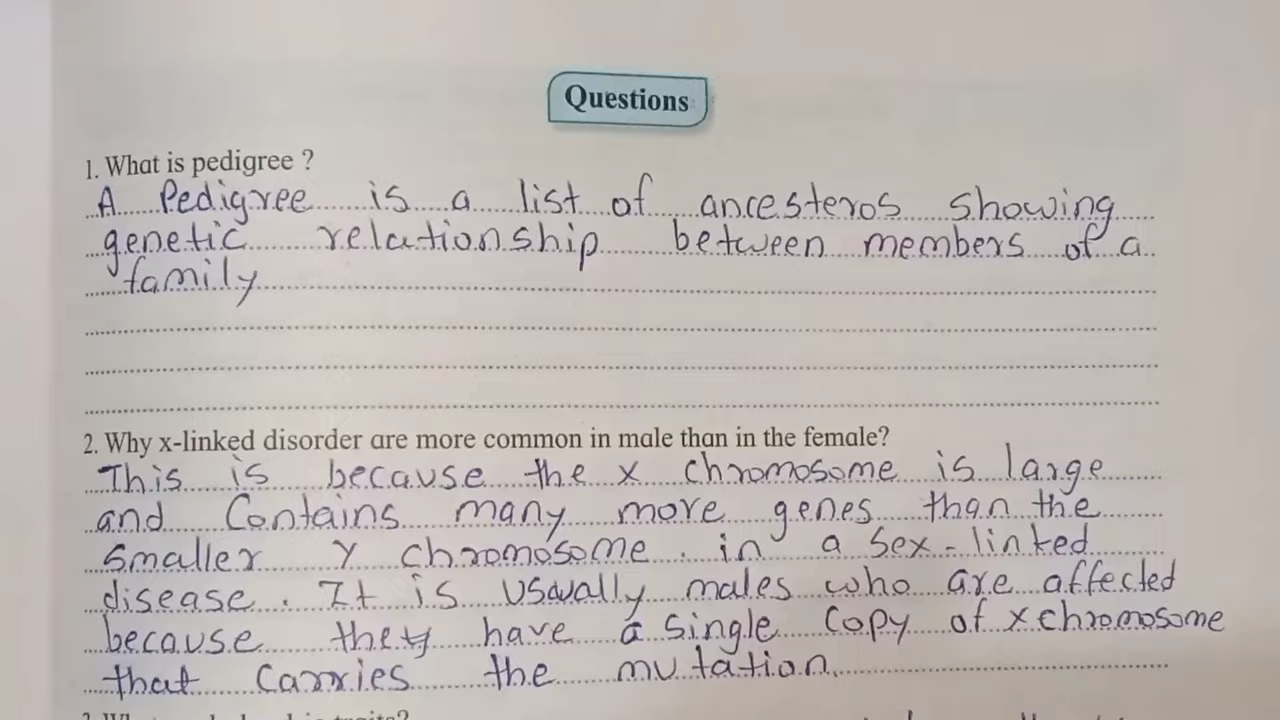 Questions
1. What is pedigree ?
A Pedigree is a list of ancesteros showing
genetic relationship between members of a
family
2. Why x-linked disorder are more common in male than in the female?
This is because the x chromosome is large
and Contains many more genes than the
smaller Y chromosome . in a sex - linked
disease . It is usually males who are affected
because they have a single copy of x chromosome
that carries the mutation.